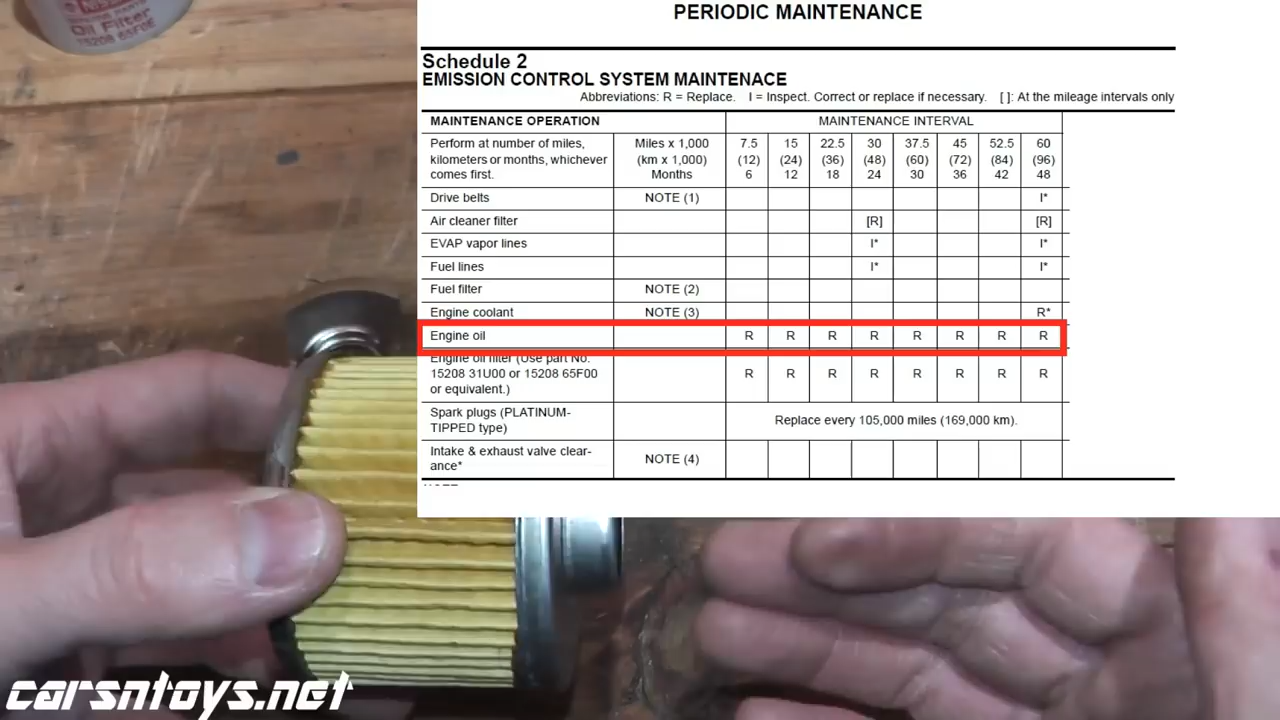 NISSAN
Oil Filter
15208 65F0E
PERIODIC MAINTENANCE
Schedule 2
EMISSION CONTROL SYSTEM MAINTENACE
Abbreviations: R = Replace. I = Inspect. Correct or replace if necessary. [ ]: At the mileage intervals only
MAINTENANCE OPERATION MAINTENANCE INTERVAL
Perform at number of miles, Miles x 1,000 7.5 15 22.5 30 37.5 45 52.5 60
kilometers or months, whichever (km x 1,000) (12) (24) (36) (48) (60) (72) (84) (96)
comes first. Months 6 12 18 24 30 36 42 48
Drive belts NOTE (1) I*
Air cleaner filter [R] [R]
EVAP vapor lines I* I*
Fuel lines I* I*
Fuel filter NOTE (2)
Engine coolant NOTE (3) R*
Engine oil R R R R R R R R
Engine oil filter (Use part No.
15208 31U00 or 15208 65F00 R R R R R R R R
or equivalent.)
Spark plugs (PLATINUM-
TIPPED type) Replace every 105,000 miles (169,000 km).
Intake & exhaust valve clear-
ance* NOTE (4)
carsntoys.net